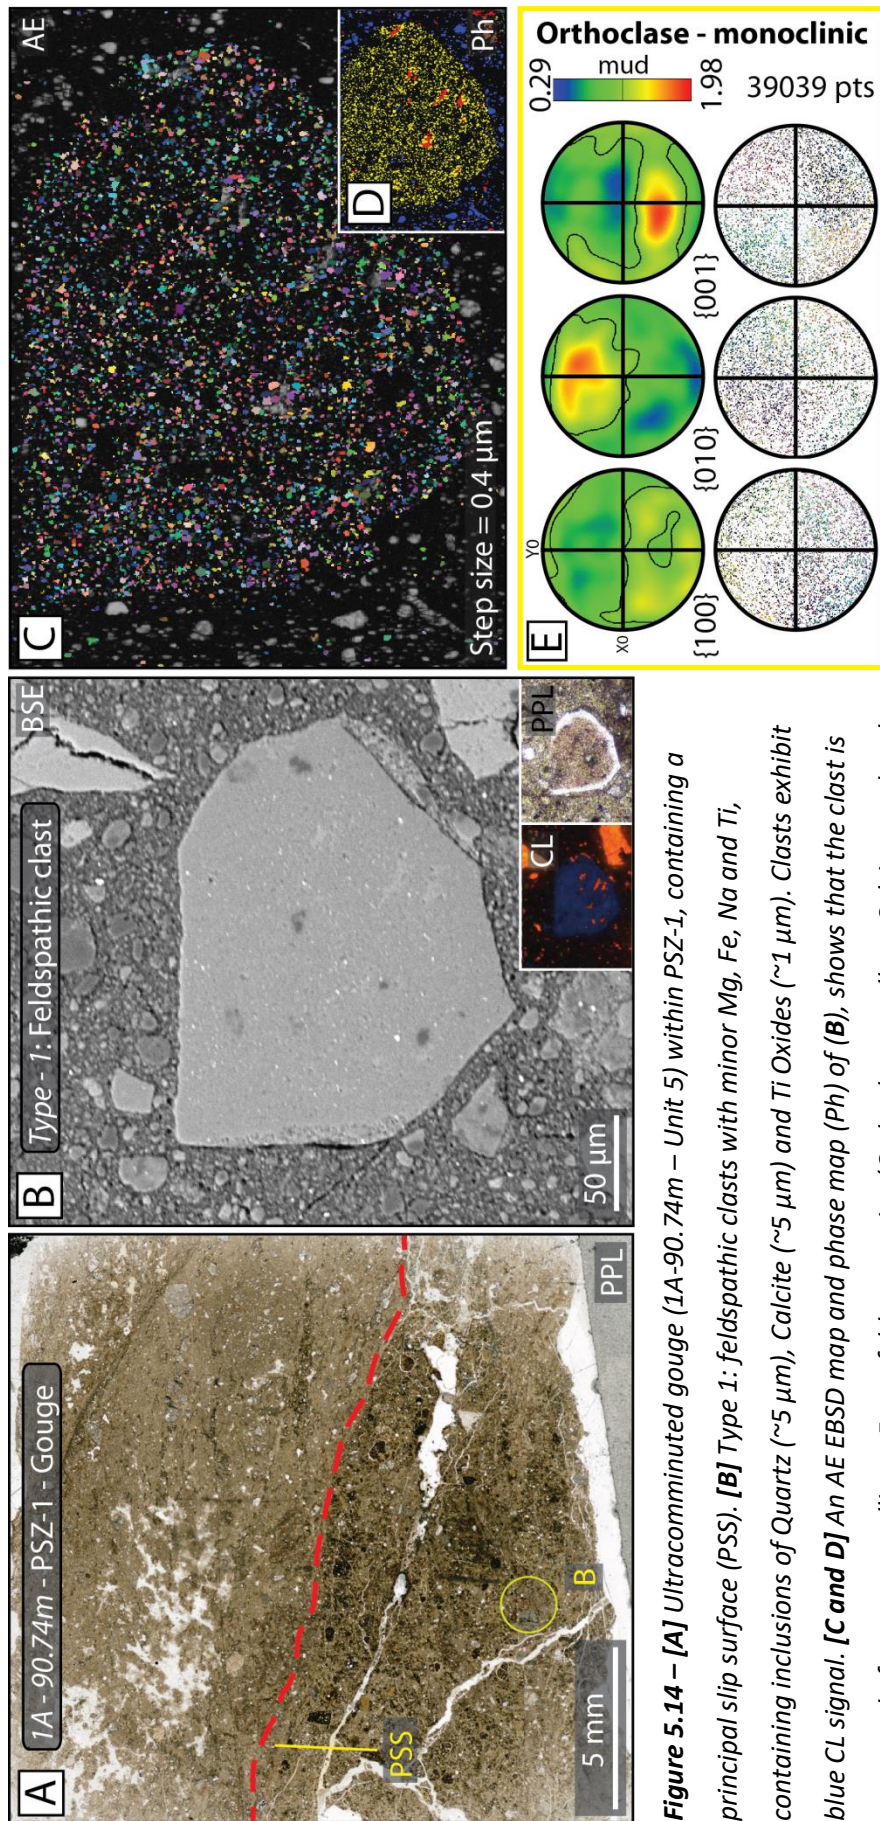 A
1A - 90.74m - PSZ-1 - Gouge
PSS
B
5 mm
PPL
B
Type - 1: Feldspathic clast
BSE
50 µm
CL
PPL
C
AE
Step size = 0.4 µm
D
Ph
E
Orthoclase - monoclinic
0.29
mud
1.98
39039 pts
Y0
X0
{100}
{010}
{001}
Figure 5.14 – [A] Ultracomminuted gouge (1A-90.74m – Unit 5) within PSZ-1, containing a
principal slip surface (PSS). [B] Type 1: feldspathic clasts with minor Mg, Fe, Na and Ti,
containing inclusions of Quartz (~5 µm), Calcite (~5 µm) and Ti Oxides (~1 µm). Clasts exhibit
blue CL signal. [C and D] An AE EBSD map and phase map (Ph) of (B), shows that the clast is